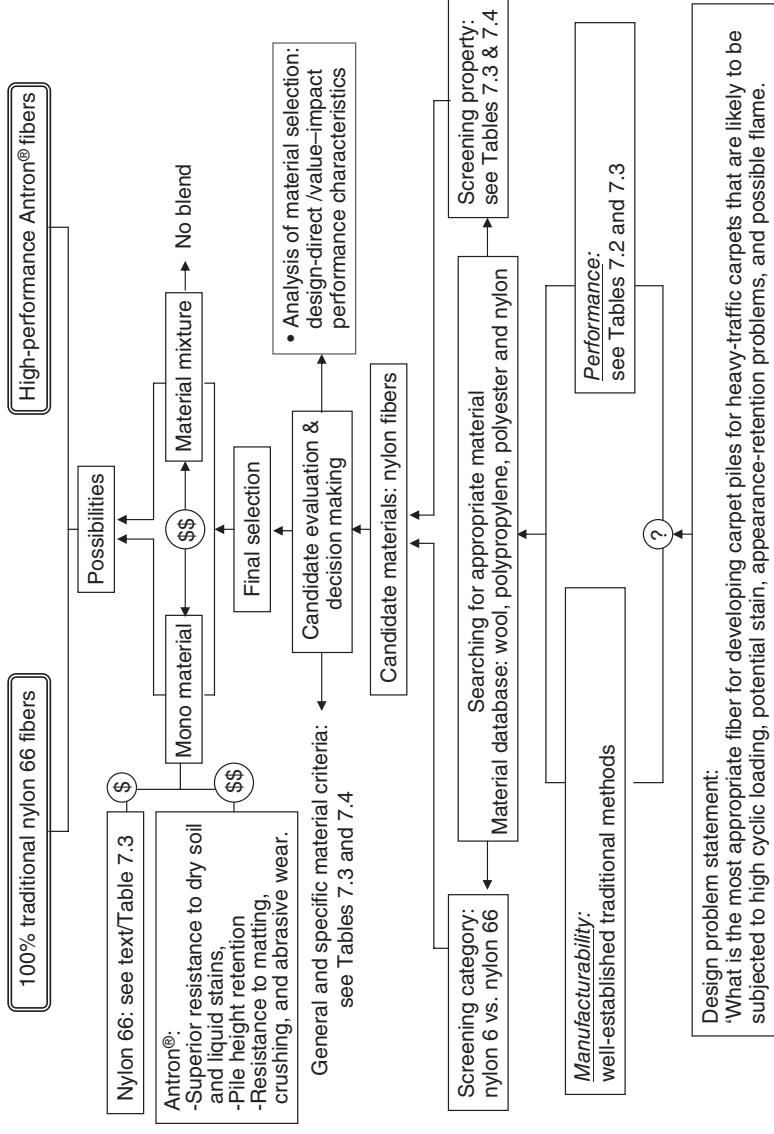 100% traditional nylon 66 fibers
High-performance Antron® fibers
Possibilities
Mono material
$$
Material mixture
No blend
$
$$
Nylon 66: see text/Table 7.3
Antron®:
-Superior resistance to dry soil
and liquid stains,
-Pile height retention
-Resistance to matting,
crushing, and abrasive wear.
Final selection
General and specific material criteria:
see Tables 7.3 and 7.4
Candidate evaluation &
decision making
• Analysis of material selection:
design-direct /value–impact
performance characteristics
Candidate materials: nylon fibers
Screening category:
nylon 6 vs. nylon 66
Searching for appropriate material
Material database: wool, polypropylene, polyester and nylon
Screening property:
see Tables 7.3 & 7.4
Manufacturability:
well-established traditional methods
Performance:
see Tables 7.2 and 7.3
?
Design problem statement:
‘What is the most appropriate fiber for developing carpet piles for heavy-traffic carpets that are likely to be
subjected to high cyclic loading, potential stain, appearance-retention problems, and possible flame.